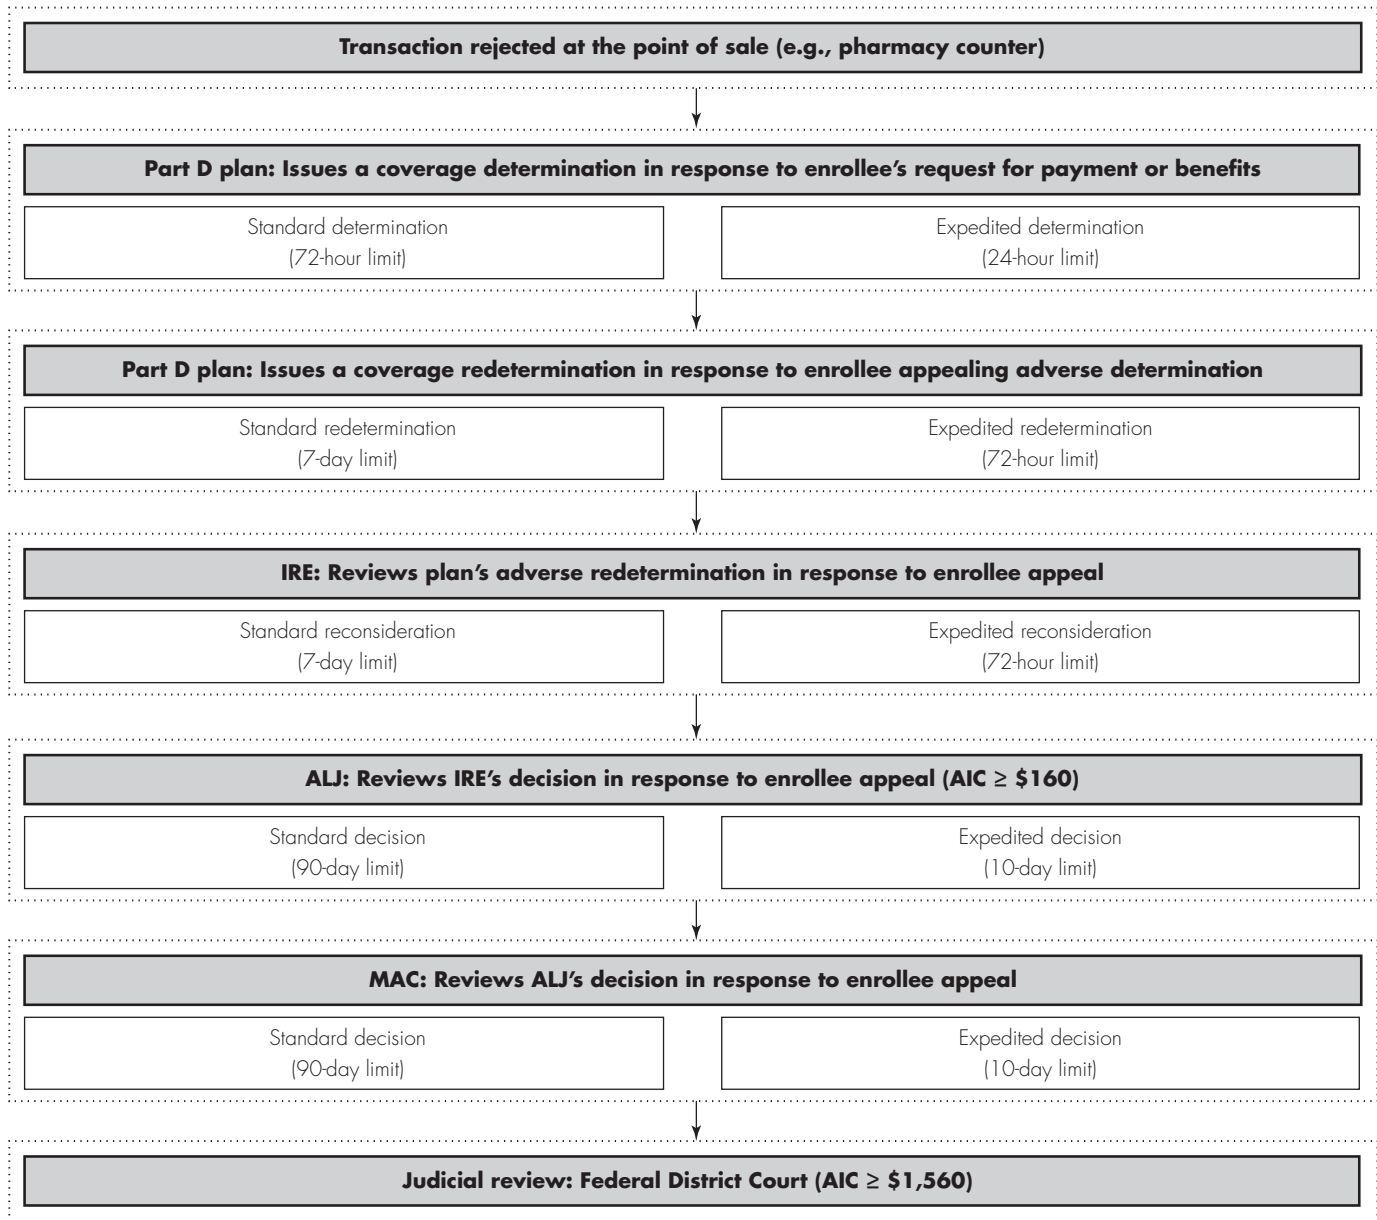 Transaction rejected at the point of sale (e.g., pharmacy counter)
Part D plan: Issues a coverage determination in response to enrollee’s request for payment or benefits
Standard determination
(72-hour limit)
Expedited determination
(24-hour limit)
Part D plan: Issues a coverage redetermination in response to enrollee appealing adverse determination
Standard redetermination
(7-day limit)
Expedited redetermination
(72-hour limit)
IRE: Reviews plan’s adverse redetermination in response to enrollee appeal
Standard reconsideration
(7-day limit)
Expedited reconsideration
(72-hour limit)
ALJ: Reviews IRE’s decision in response to enrollee appeal (AIC ≥ $160)
Standard decision
(90-day limit)
Expedited decision
(10-day limit)
MAC: Reviews ALJ’s decision in response to enrollee appeal
Standard decision
(90-day limit)
Expedited decision
(10-day limit)
Judicial review: Federal District Court (AIC ≥ $1,560)